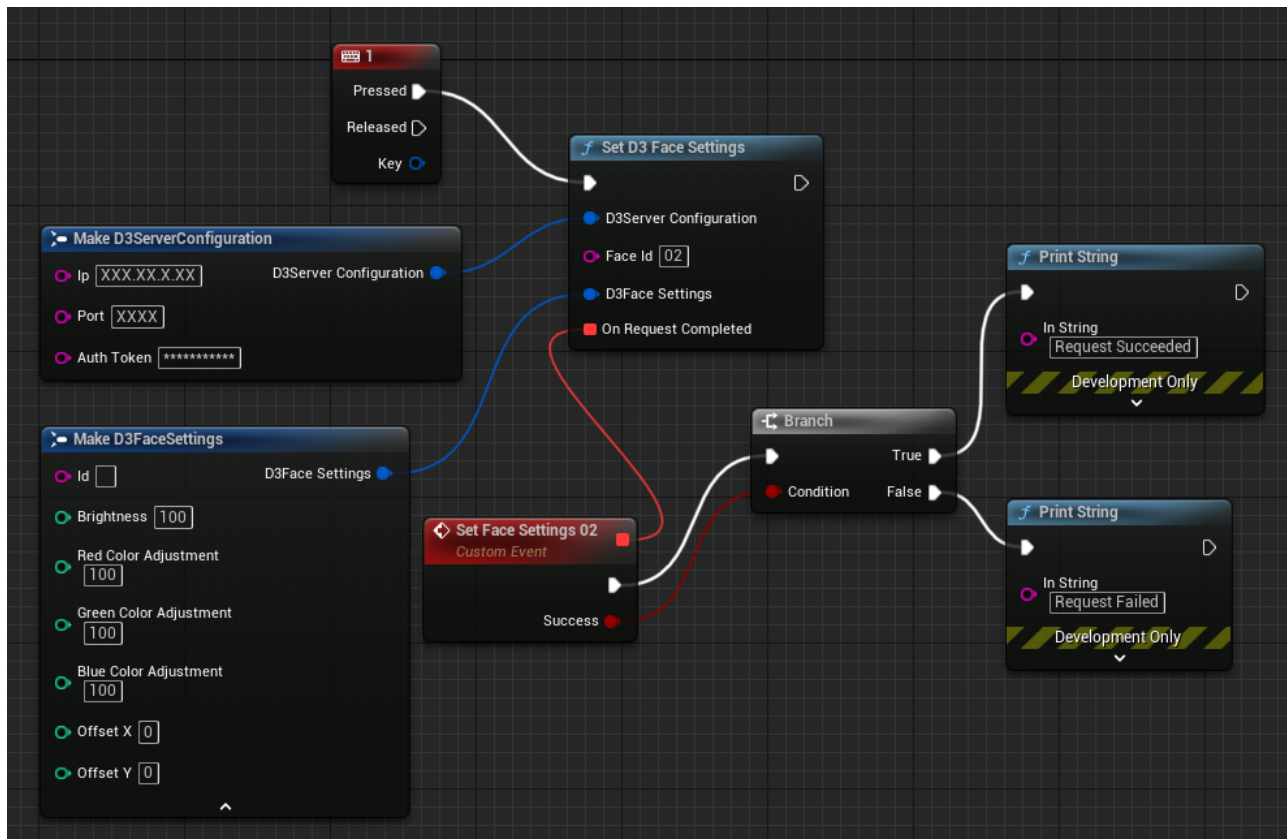 1
Pressed
Released
Key
f Set D3 Face Settings
D3Server Configuration
Face Id 02
D3Face Settings
On Request Completed
Make D3ServerConfiguration
Ip XXX.XX.X.XX D3Server Configuration
Port XXXX
Auth Token ***********
Make D3FaceSettings
Id D3Face Settings
Brightness 100
Red Color Adjustment
100
Green Color Adjustment
100
Blue Color Adjustment
100
Offset X 0
Offset Y 0
Set Face Settings 02
Custom Event
Success
Branch
True
Condition False
f Print String
In String
Request Succeeded
Development Only
f Print String
In String
Request Failed
Development Only